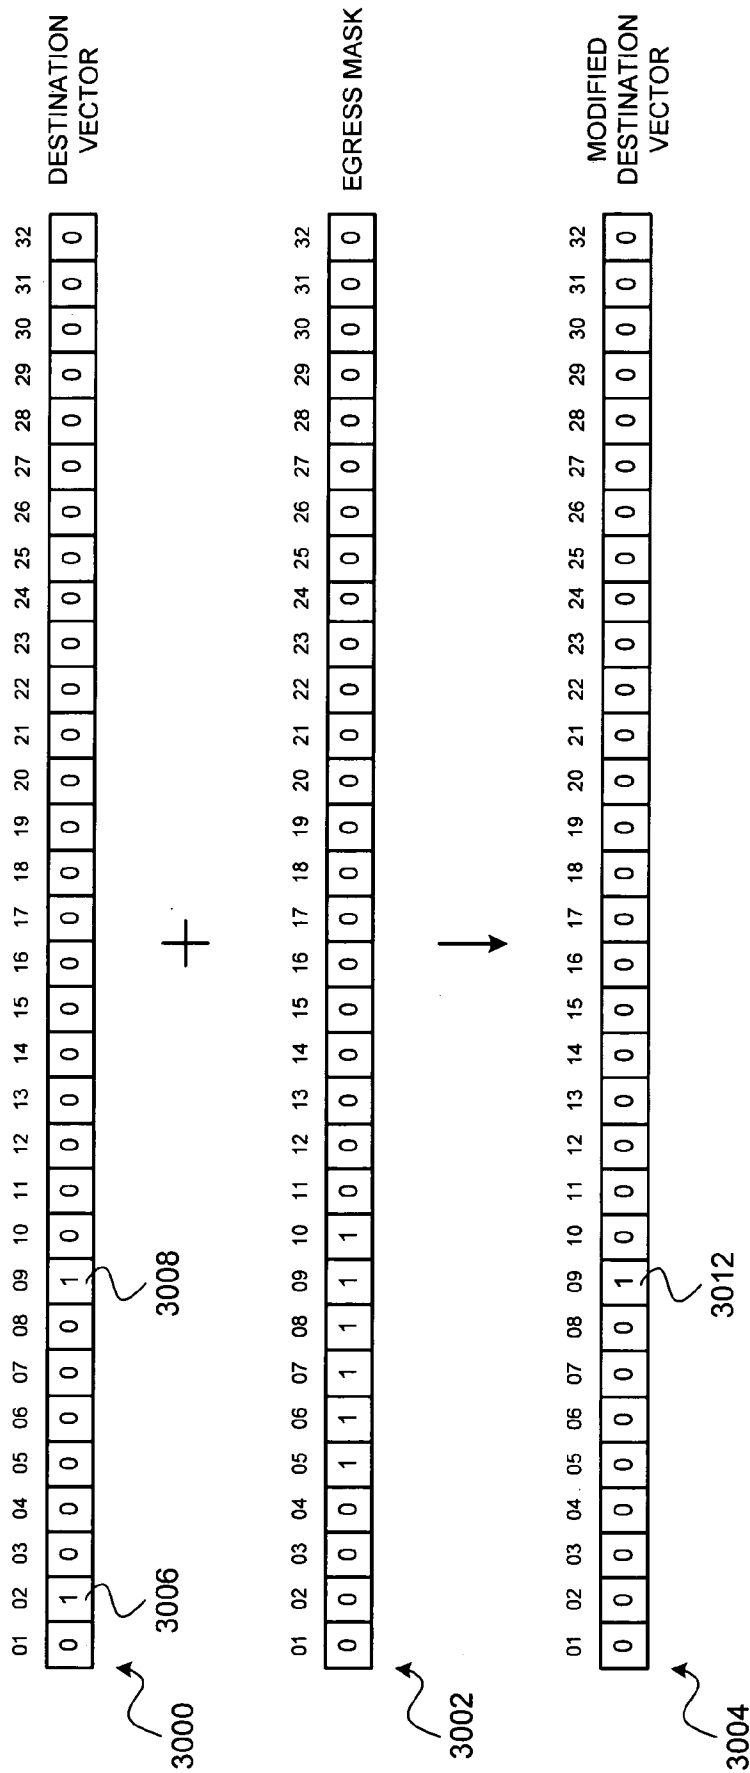 01 02 03 04 05 06 07 08 09 10 11 12 13 14 15 16 17 18 19 20 21 22 23 24 25 26 27 28 29 30 31 32
0 1 0 0 0 0 0 0 1 0 0 0 0 0 0 0 0 0 0 0 0 0 0 0 0 0 0 0 0 0 0 0
DESTINATION
VECTOR
3000
3006
3008
+
01 02 03 04 05 06 07 08 09 10 11 12 13 14 15 16 17 18 19 20 21 22 23 24 25 26 27 28 29 30 31 32
0 0 0 0 1 1 1 1 1 1 0 0 0 0 0 0 0 0 0 0 0 0 0 0 0 0 0 0 0 0 0 0
EGRESS MASK
3002
01 02 03 04 05 06 07 08 09 10 11 12 13 14 15 16 17 18 19 20 21 22 23 24 25 26 27 28 29 30 31 32
0 0 0 0 0 0 0 0 1 0 0 0 0 0 0 0 0 0 0 0 0 0 0 0 0 0 0 0 0 0 0 0
MODIFIED
DESTINATION
VECTOR
3004
3012